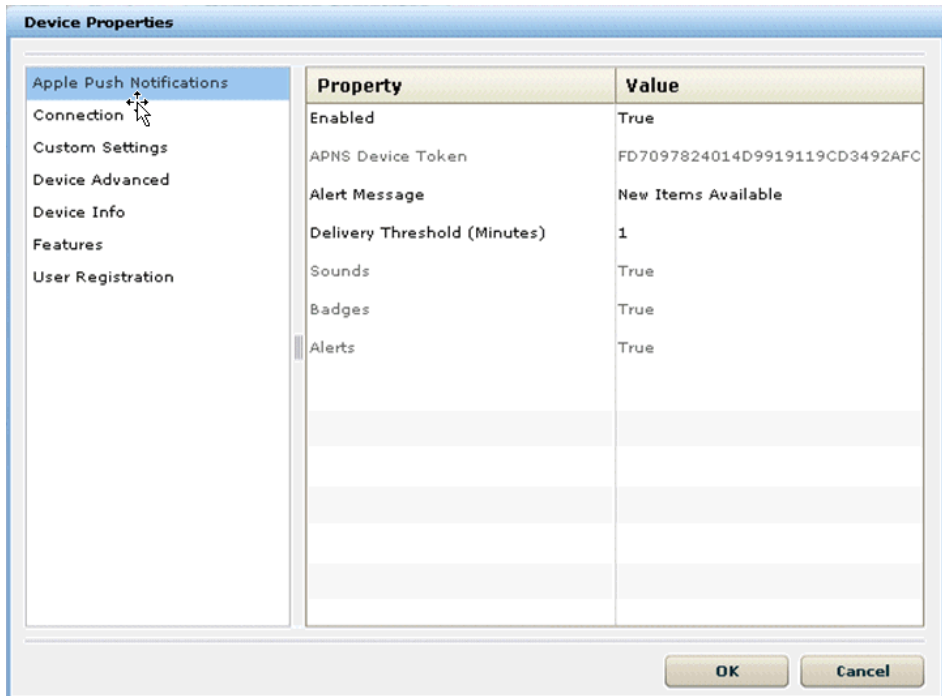 Device Properties
Apple Push Notifications
Connection
Custom Settings
Device Advanced
Device Info
Features
User Registration
Property Value
Enabled True
APNS Device Token FD7097824014D9919119CD3492AFC
Alert Message New Items Available
Delivery Threshold (Minutes) 1
Sounds True
Badges True
Alerts True
OK Cancel